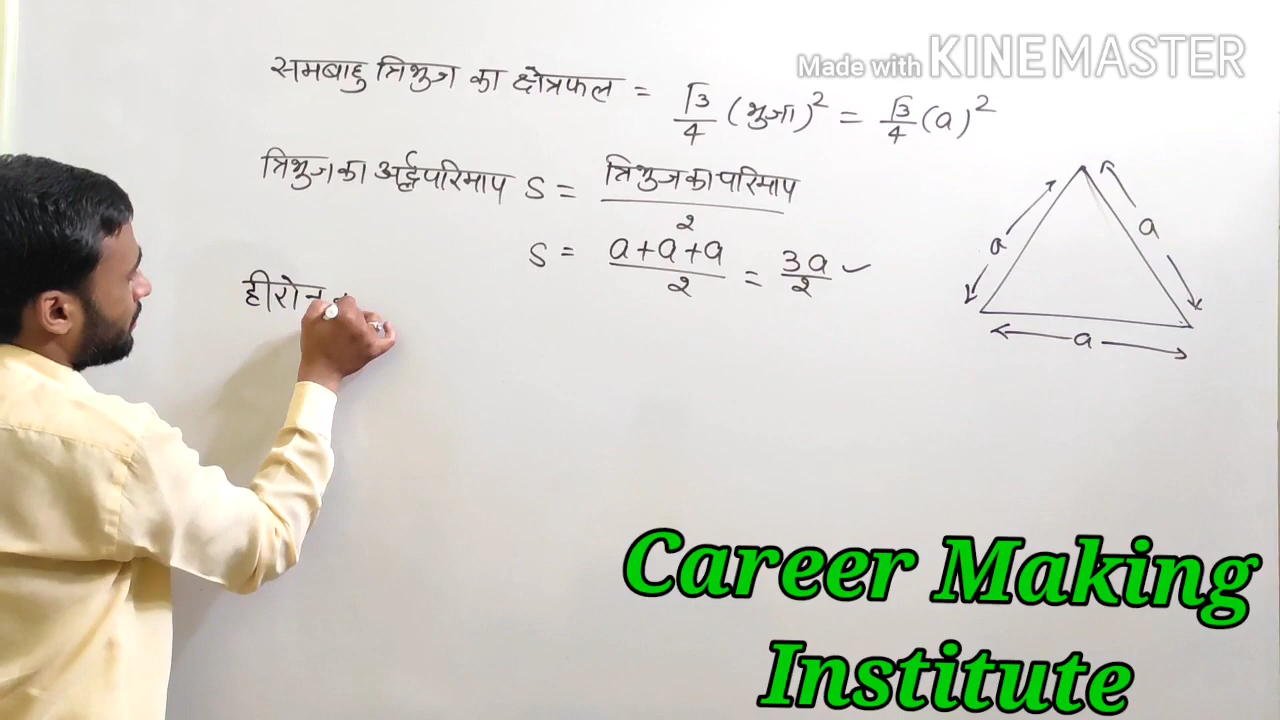 Made with KINEMASTER
समबाहु त्रिभुज का क्षेत्रफल = √3/4 (भुजा)² = √3/4 (a)²
त्रिभुज का अर्द्धपरिमाप S = त्रिभुज का परिमाप / 2
S = a+a+a / 2 = 3a / 2 ✓
a
a
a
हीरोन
Career Making
Institute